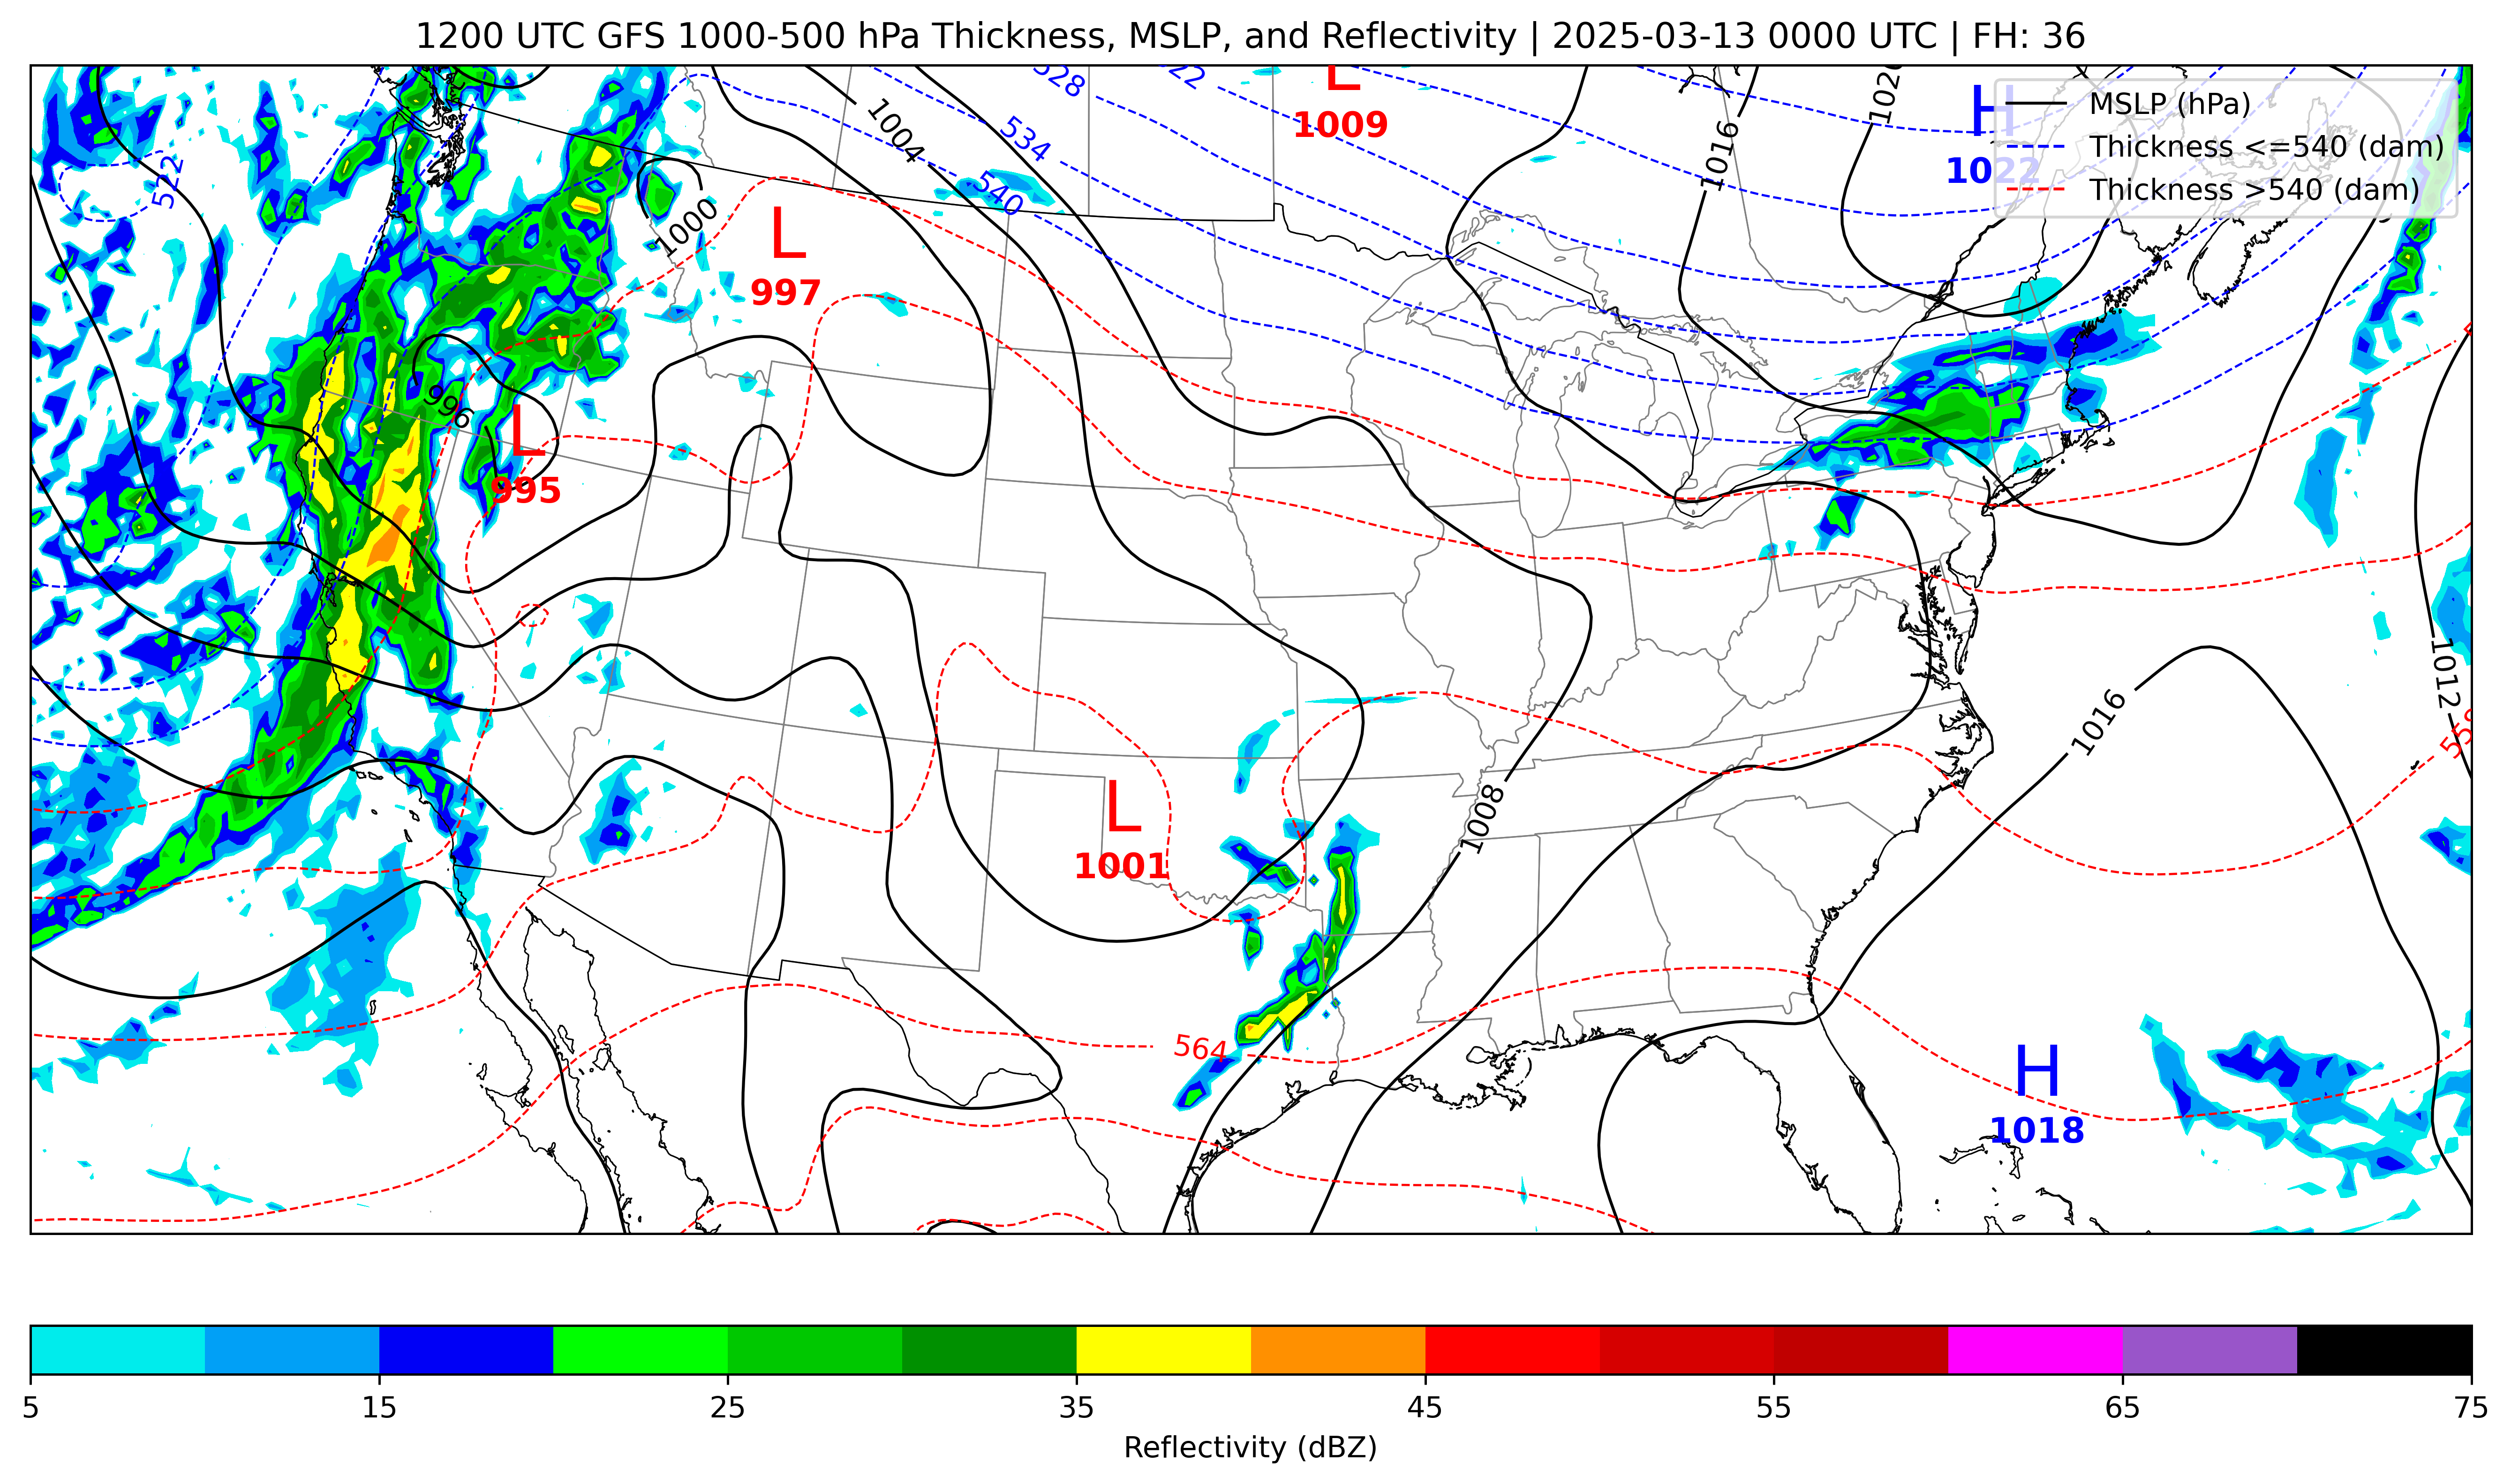 1200 UTC GFS 1000-500 hPa Thickness, MSLP, and Reflectivity | 2025-03-13 0000 UTC | FH: 36
MSLP (hPa)
Thickness <=540 (dam)
Thickness >540 (dam)
528
534
540
522
1004
1000
996
1016
1008
1016
1012
564
L
1009
H
1022
L
997
L
995
L
1001
H
1018
5
15
25
35
45
55
65
75
Reflectivity (dBZ)